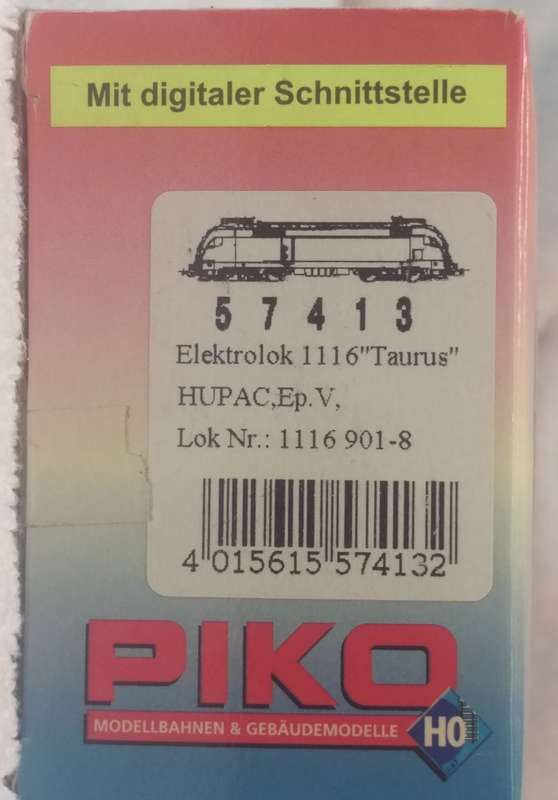 Mit digitaler Schnittstelle
5 7 4 1 3
Elektrolok 1116"Taurus"
HUPAC,Ep.V,
Lok Nr.: 1116 901-8
4 015615 574132
PIKO
MODELLBAHNEN & GEBÄUDEMODELLE
H0